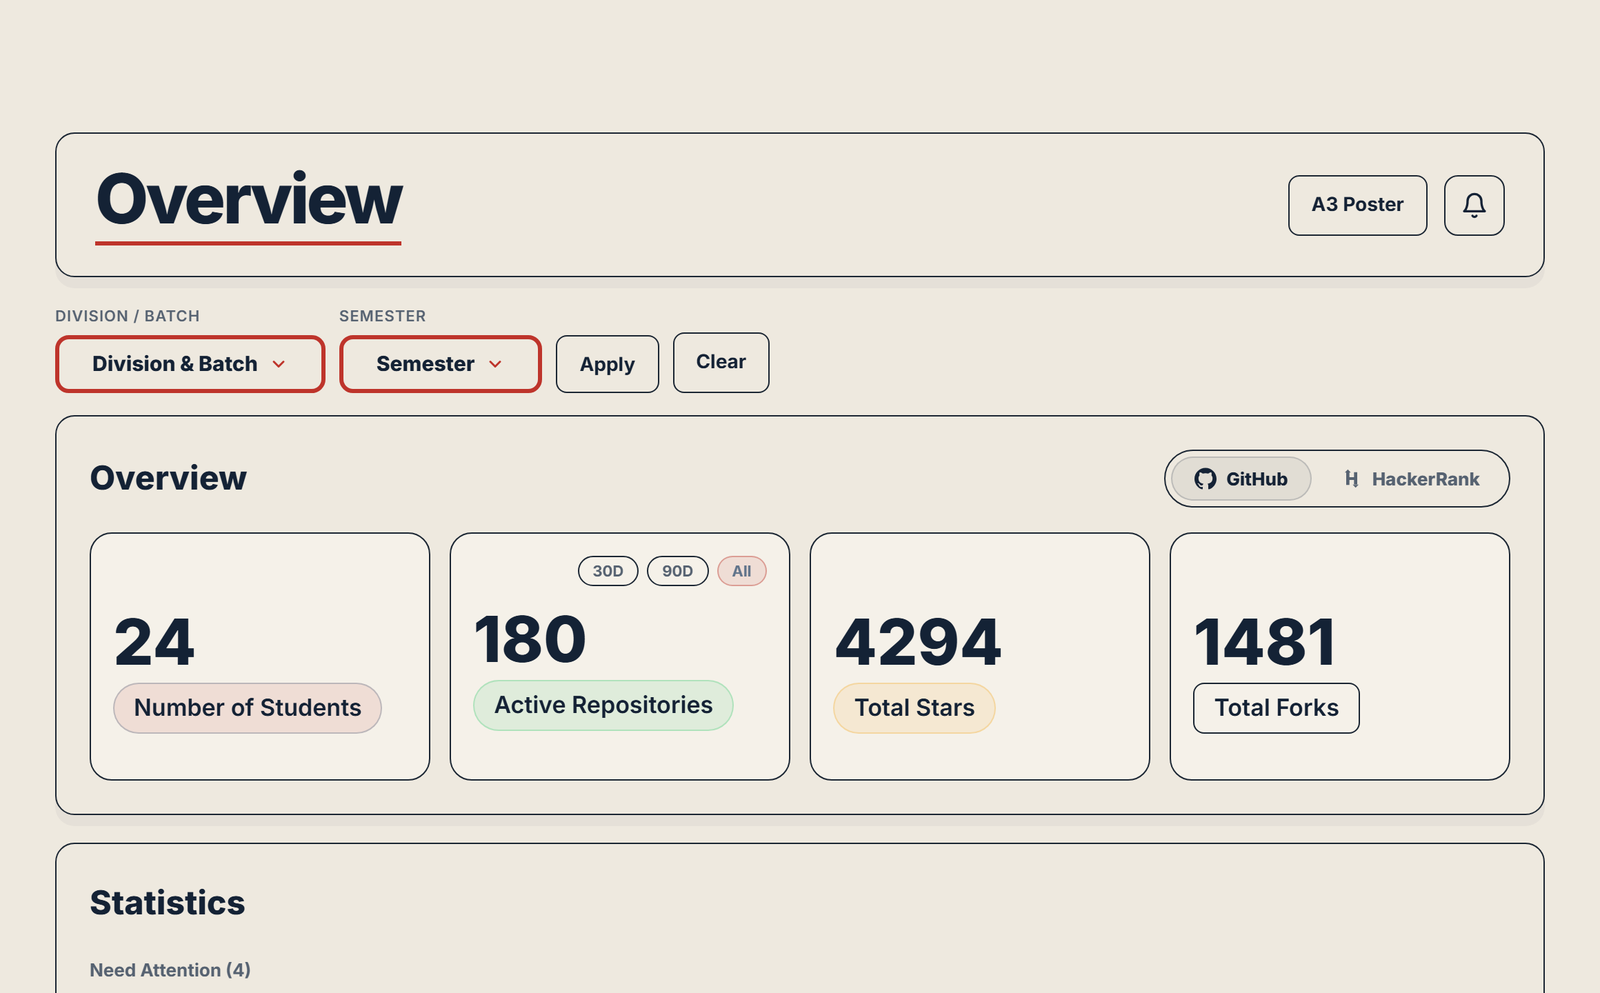 Overview
A3 Poster
DIVISION / BATCH
SEMESTER
Division & Batch
Semester
Apply
Clear
Overview
GitHub
HackerRank
24
Number of Students
30D
90D
All
180
Active Repositories
4294
Total Stars
1481
Total Forks
Statistics
Need Attention (4)